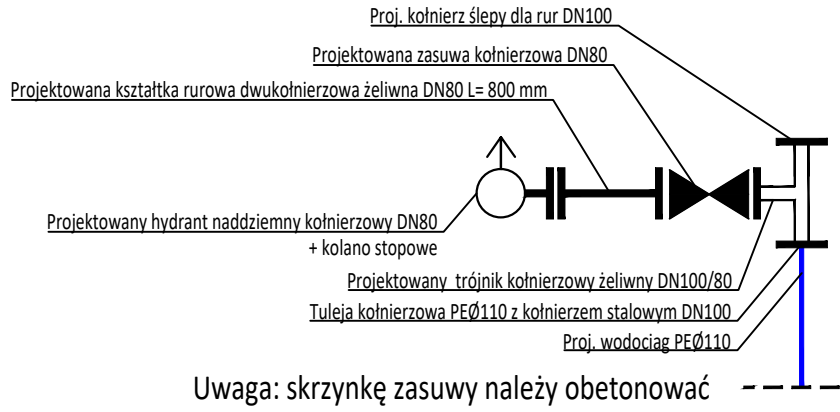 Proj. kołnierz ślepy dla rur DN100
Projektowana zasuwa kołnierzowa DN80
Projektowana kształtka rurowa dwukołnierzowa żeliwna DN80 L= 800 mm
Projektowany hydrant naddziemny kołnierzowy DN80
+ kolano stopowe
Projektowany trójnik kołnierzowy żeliwny DN100/80
Tuleja kołnierzowa PEØ110 z kołnierzem stalowym DN100
Proj. wodociąg PEØ110
Uwaga: skrzynkę zasuwy należy obetonować